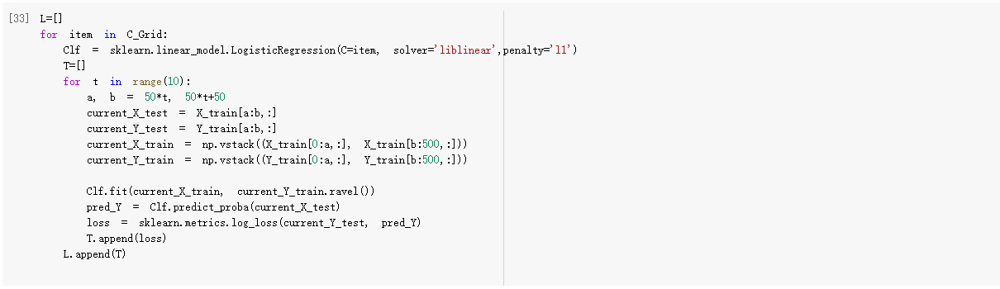 [33] L=[]
for item in C_Grid:
    Clf = sklearn.linear_model.LogisticRegression(C=item, solver='liblinear',penalty='l1')
    T=[]
    for t in range(10):
        a, b = 50*t, 50*t+50
        current_X_test = X_train[a:b,:]
        current_Y_test = Y_train[a:b,:]
        current_X_train = np.vstack((X_train[0:a,:], X_train[b:500,:]))
        current_Y_train = np.vstack((Y_train[0:a,:], Y_train[b:500,:]))
        Clf.fit(current_X_train, current_Y_train.ravel())
        pred_Y = Clf.predict_proba(current_X_test)
        loss = sklearn.metrics.log_loss(current_Y_test, pred_Y)
        T.append(loss)
    L.append(T)